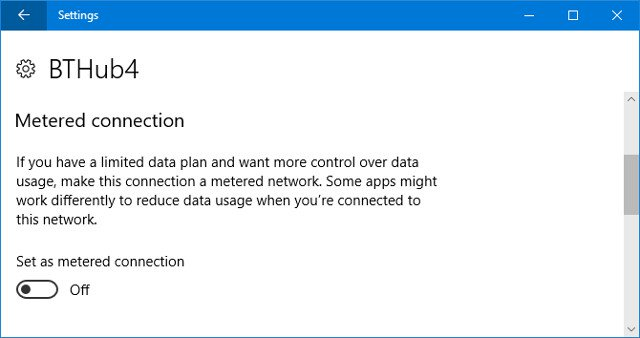 Settings
BTHub4
Metered connection
If you have a limited data plan and want more control over data
usage, make this connection a metered network. Some apps might
work differently to reduce data usage when you're connected to
this network.
Set as metered connection
Off